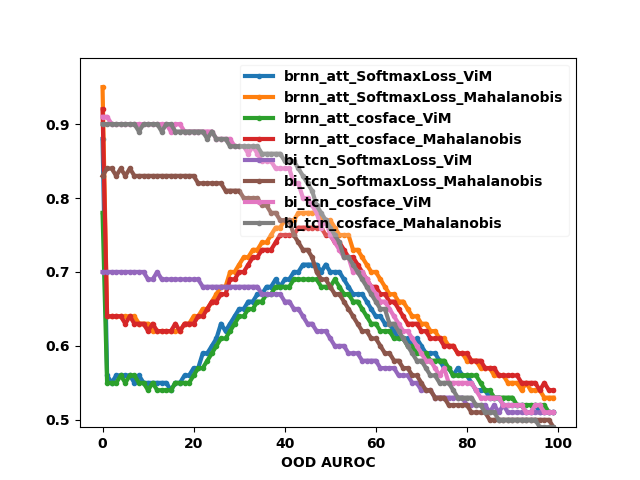 brnn_att_SoftmaxLoss_ViM
brnn_att_SoftmaxLoss_Mahalanobis
brnn_att_cosface_ViM
brnn_att_cosface_Mahalanobis
bi_tcn_SoftmaxLoss_ViM
bi_tcn_SoftmaxLoss_Mahalanobis
bi_tcn_cosface_ViM
bi_tcn_cosface_Mahalanobis
0.9
0.8
0.7
0.6
0.5
0 20 40 60 80 100
OOD AUROC